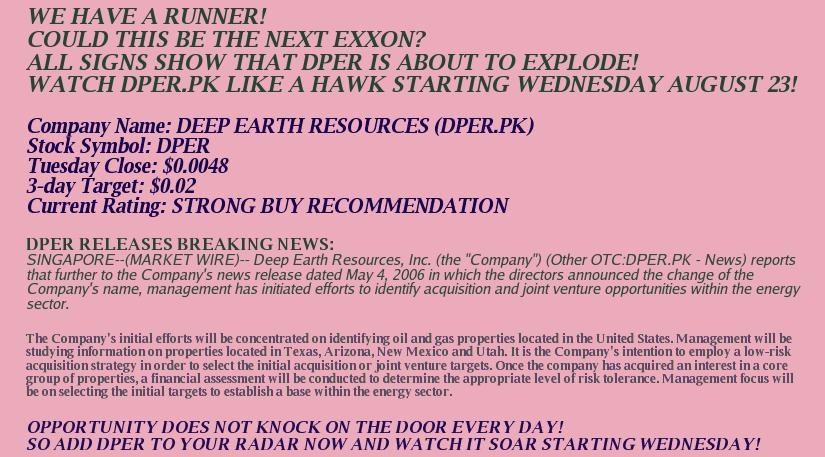 WE HAVE A RUNNER!
COULD THIS BE THE NEXT EXXON?
ALL SIGNS SHOW THAT DPER IS ABOUT TO EXPLODE!
WATCH DPER.PK LIKE A HAWK STARTING WEDNESDAY AUGUST 23!
Company Name: DEEP EARTH RESOURCES (DPER.PK)
Stock Symbol: DPER
Tuesday Close: $0.0048
3-day Target: $0.02
Current Rating: STRONG BUY RECOMMENDATION
DPER RELEASES BREAKING NEWS:
SINGAPORE--(MARKET WIRE)-- Deep Earth Resources, Inc. (the "Company") (Other OTC:DPER.PK - News) reports
that further to the Company's news release dated May 4, 2006 in which the directors announced the change of the
Company's name, management has initiated efforts to identify acquisition and joint venture opportunities within the energy
sector.
The Company's initial efforts will be concentrated on identifying oil and gas properties located in the United States. Management will be
studying information on properties located in Texas, Arizona, New Mexico and Utah. It is the Company's intention to employ a low-risk
acquisition strategy in order to select the initial acquisition or joint venture targets. Once the company has acquired an interest in a core
group of properties, a financial assessment will be conducted to determine the appropriate level of risk tolerance. Management focus will
be on selecting the initial targets to establish a base within the energy sector.
OPPORTUNITY DOES NOT KNOCK ON THE DOOR EVERY DAY!
SO ADD DPER TO YOUR RADAR NOW AND WATCH IT SOAR STARTING WEDNESDAY!